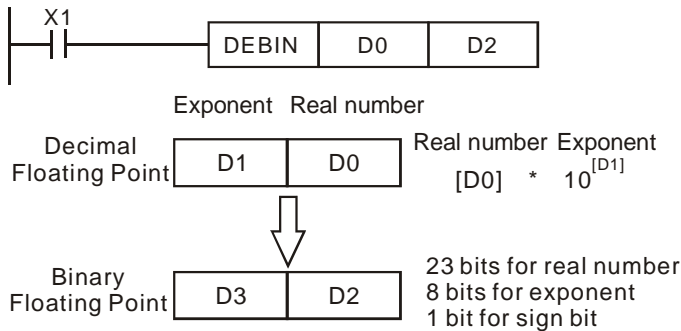 X1
DEBIN D0 D2
Exponent Real number
Decimal Floating Point D1 D0 Real number Exponent
[D0] * 10[D1]
Binary Floating Point D3 D2 23 bits for real number
8 bits for exponent
1 bit for sign bit